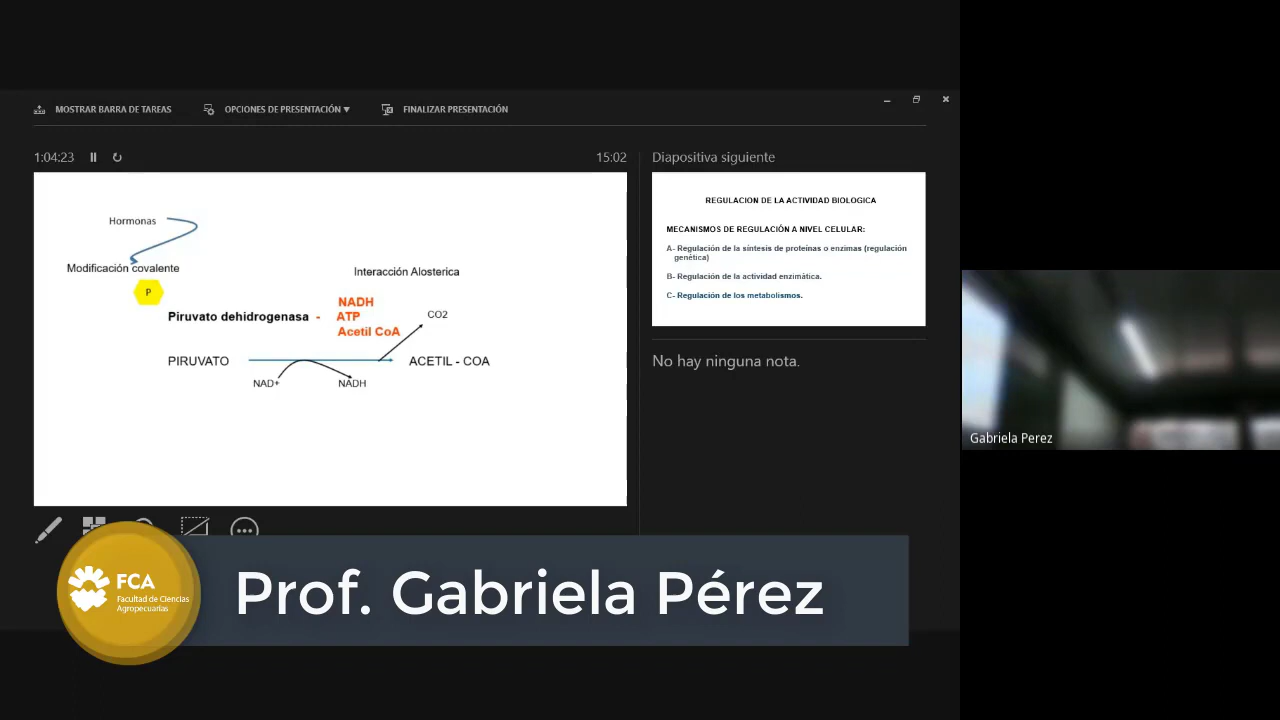 MOSTRAR BARRA DE TAREAS
OPCIONES DE PRESENTACIÓN ▼
FINALIZAR PRESENTACIÓN
1:04:23
15:02
Diapositiva siguiente
Hormonas
Modificación covalente
P
Interacción Alosterica
Piruvato dehidrogenasa -
NADH
ATP
Acetil CoA
CO2
PIRUVATO
ACETIL - COA
NAD+
NADH
REGULACION DE LA ACTIVIDAD BIOLOGICA
MECANISMOS DE REGULACIÓN A NIVEL CELULAR:
A- Regulación de la síntesis de proteínas o enzimas (regulación
genética)
B- Regulación de la actividad enzimática.
C- Regulación de los metabolismos.
No hay ninguna nota.
Gabriela Perez
FCA
Facultad de Ciencias
Agropecuarias
Prof. Gabriela Pérez